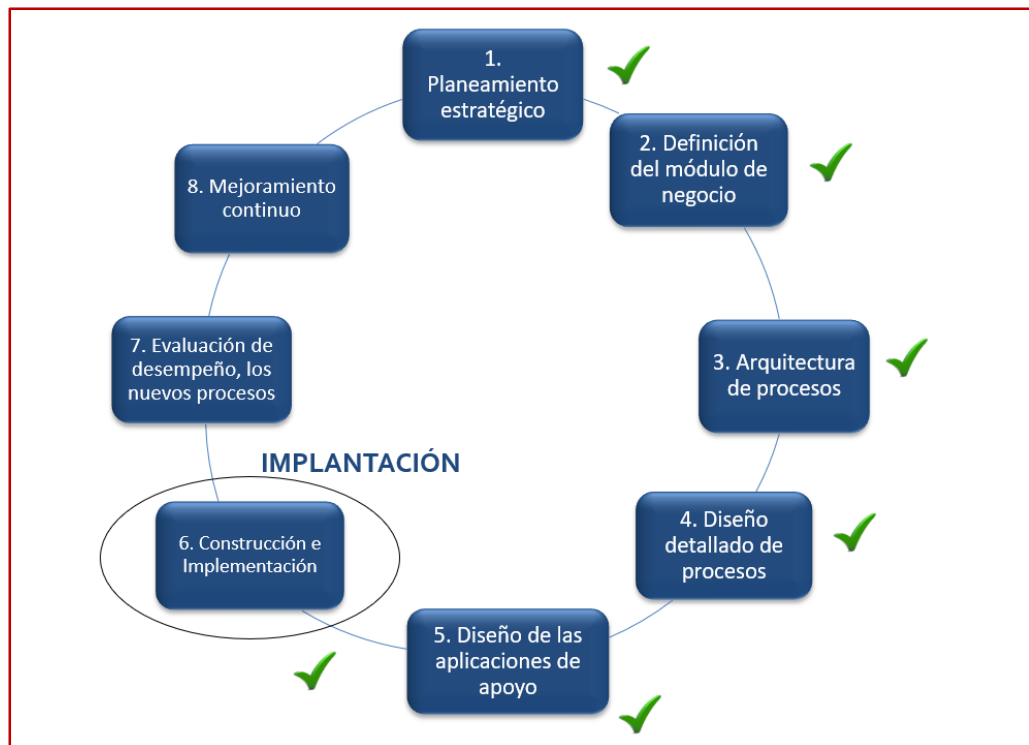 1.
Planeamiento
estratégico
2. Definición
del módulo de
negocio
3. Arquitectura
de procesos
4. Diseño
detallado de
procesos
5. Diseño de las
aplicaciones de
apoyo
IMPLANTACIÓN
6. Construcción e
Implementación
7. Evaluación de
desempeño, los
nuevos procesos
8. Mejoramiento
continuo